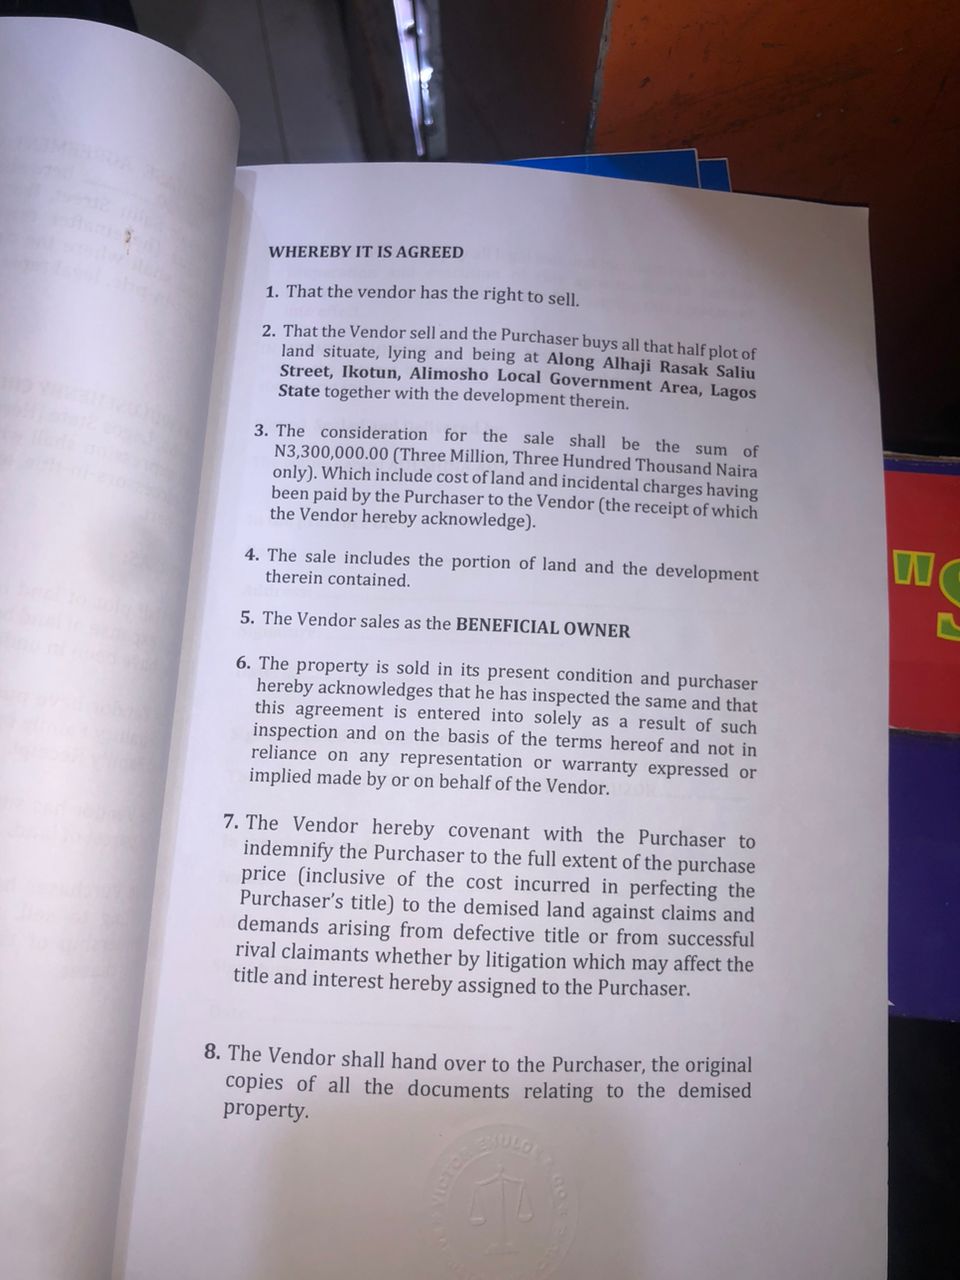 WHEREBY IT IS AGREED
1. That the vendor has the right to sell.
2. That the Vendor sell and the Purchaser buys all that half plot of
land situate, lying and being at Along Alhaji Rasak Saliu
Street, Ikotun, Alimosho Local Government Area, Lagos
State together with the development therein.
3. The consideration for the sale shall be the sum of
N3,300,000.00 (Three Million, Three Hundred Thousand Naira
only). Which include cost of land and incidental charges having
been paid by the Purchaser to the Vendor (the receipt of which
the Vendor hereby acknowledge).
4. The sale includes the portion of land and the development
therein contained.
5. The Vendor sales as the BENEFICIAL OWNER
6. The property is sold in its present condition and purchaser
hereby acknowledges that he has inspected the same and that
this agreement is entered into solely as a result of such
inspection and on the basis of the terms hereof and not in
reliance on any representation or warranty expressed or
implied made by or on behalf of the Vendor.
7. The Vendor hereby covenant with the Purchaser to
indemnify the Purchaser to the full extent of the purchase
price (inclusive of the cost incurred in perfecting the
Purchaser's title) to the demised land against claims and
demands arising from defective title or from successful
rival claimants whether by litigation which may affect the
title and interest hereby assigned to the Purchaser.
8. The Vendor shall hand over to the Purchaser, the original
copies of all the documents relating to the demised
property.
VICTOR
"S